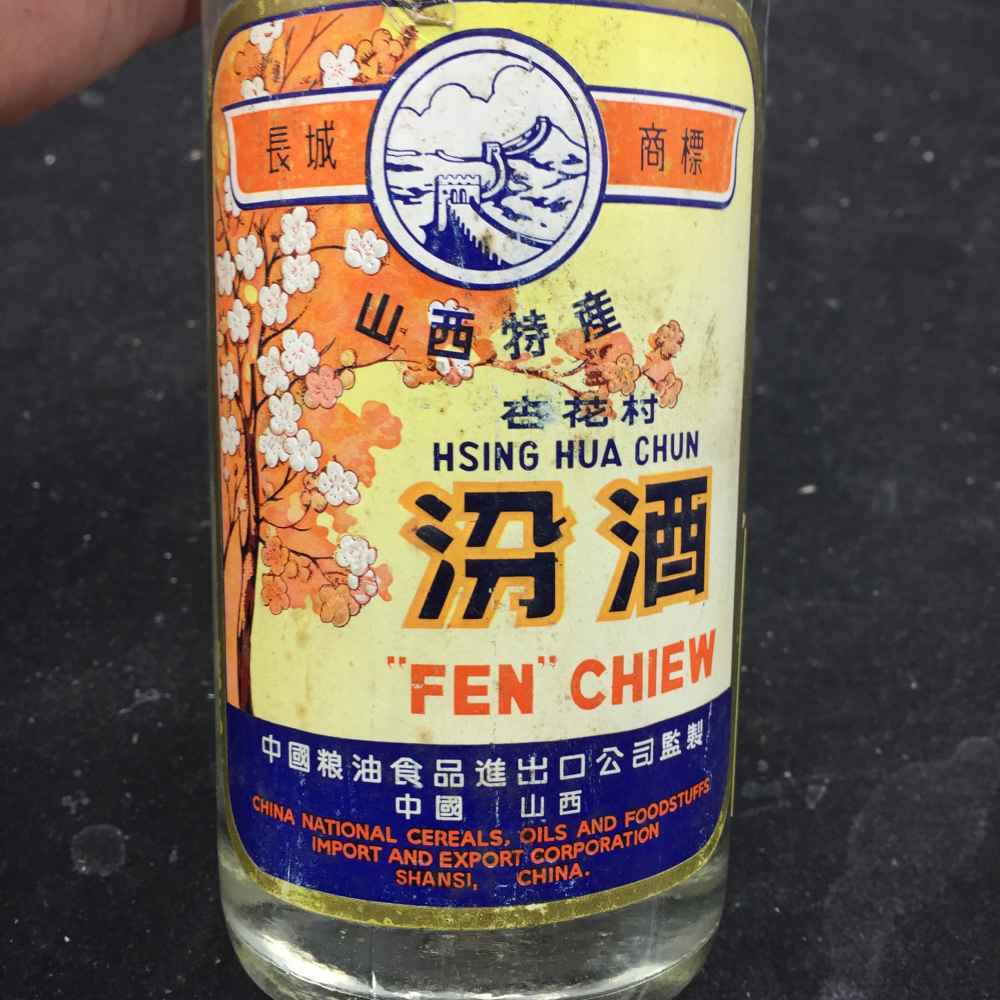 長城 商標
山西特產
杏花村
HSING HUA CHUN
汾酒
"FEN" CHIEW
中國粮油食品進出口公司監製
中國 山西
CHINA NATIONAL CEREALS, OILS AND FOODSTUFFS
IMPORT AND EXPORT CORPORATION
SHANSI, CHINA.